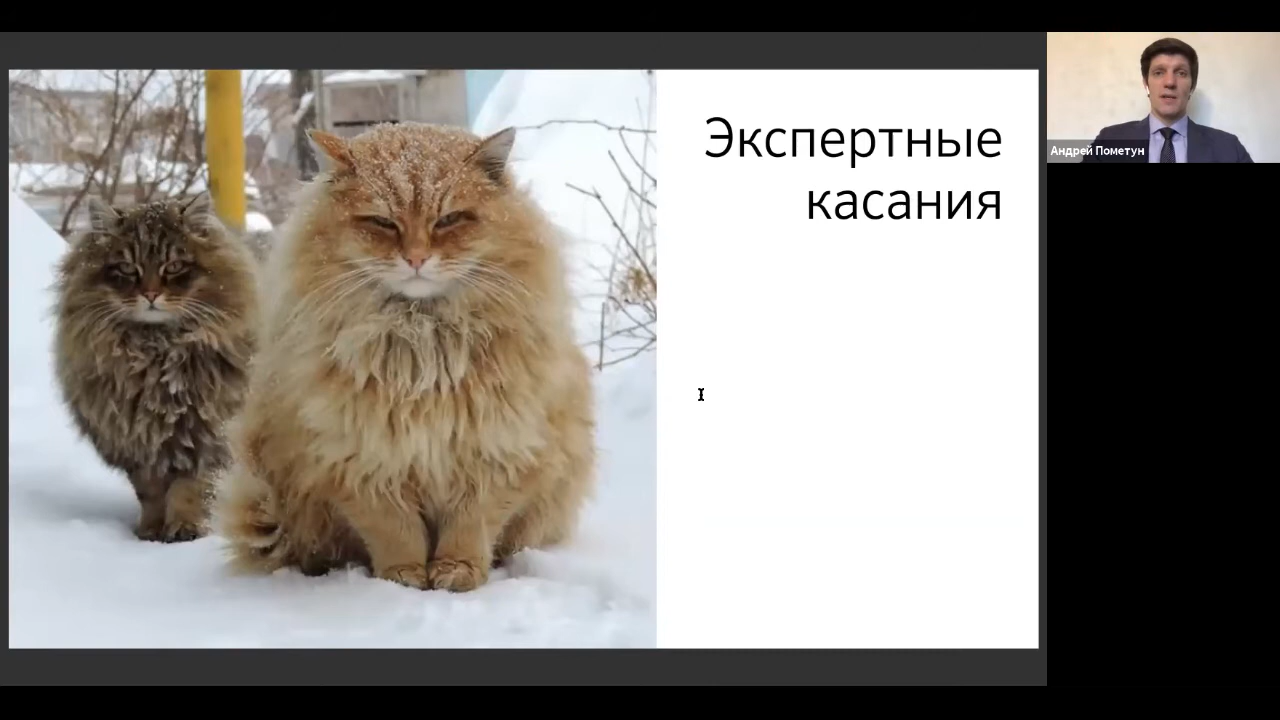 Экспертные
касания
Андрей Пометун